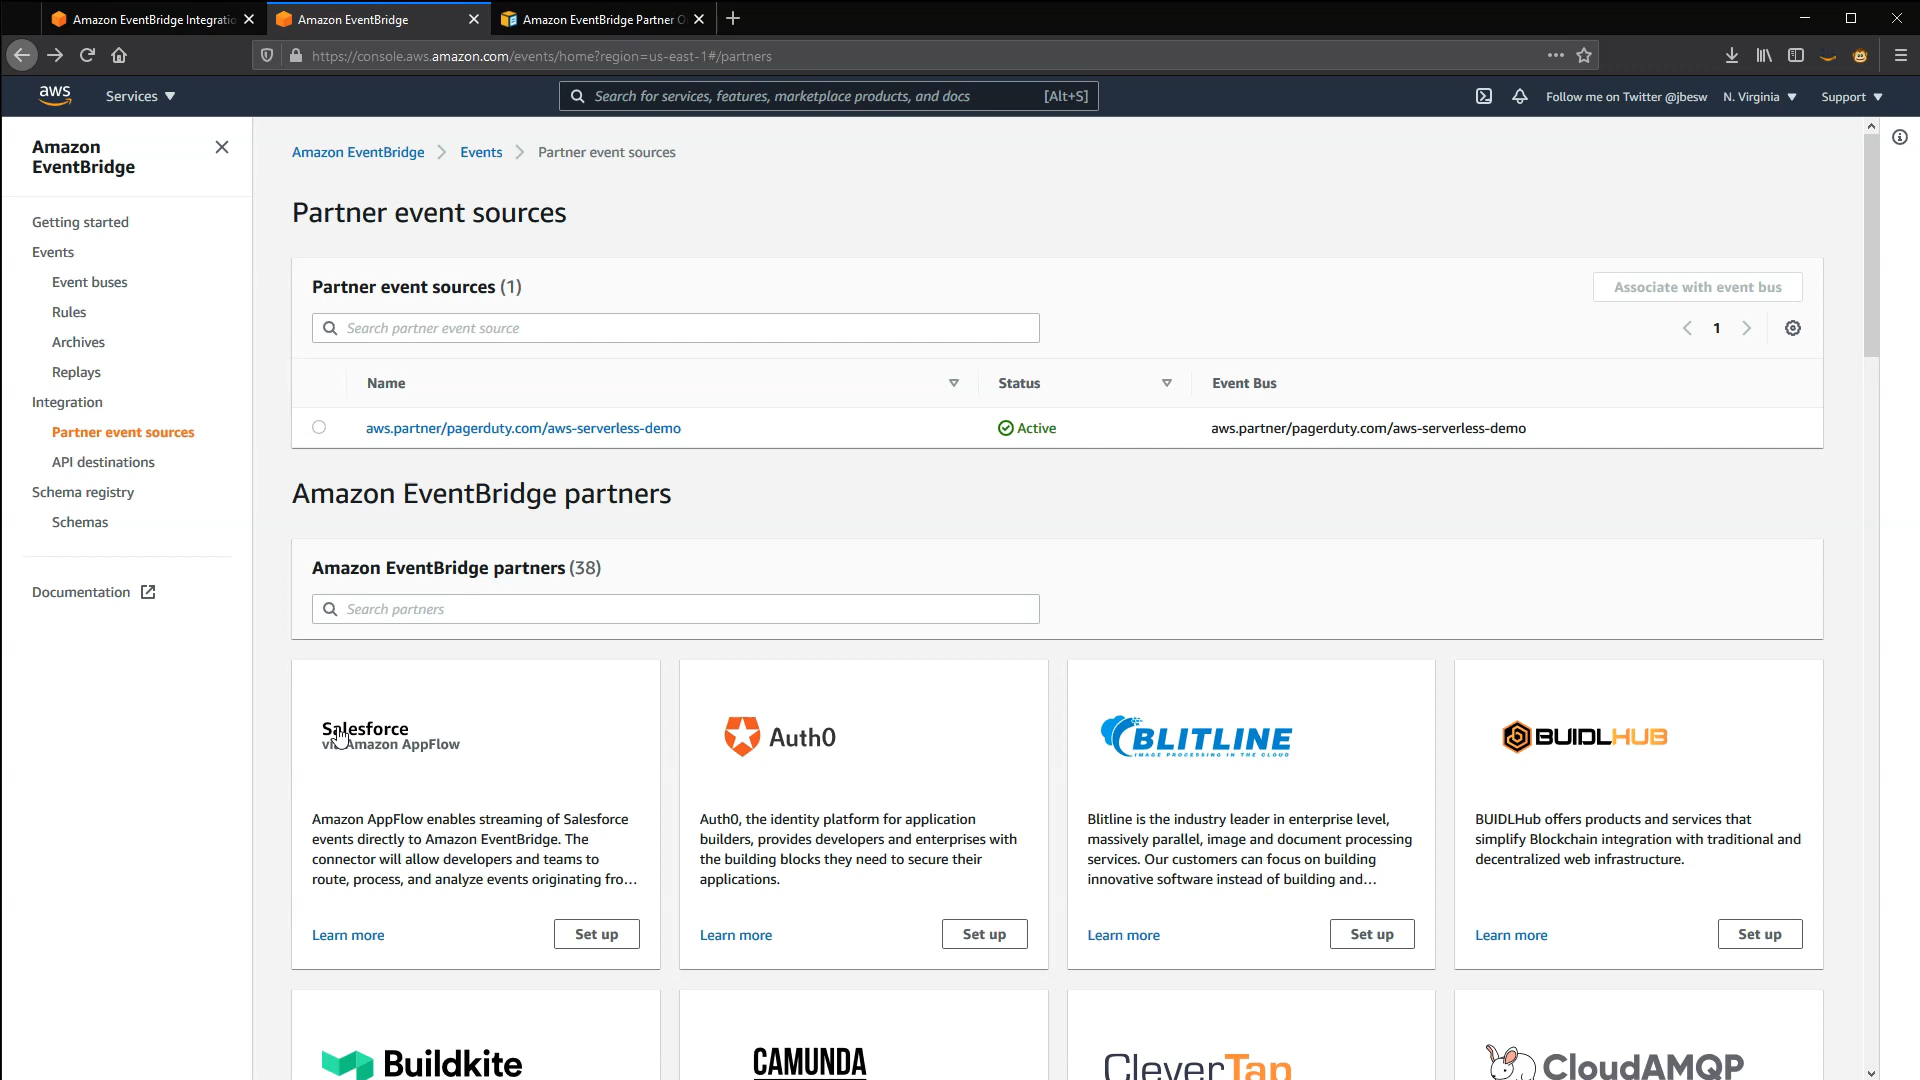 Amazon EventBridge Integratio
Amazon EventBridge
Amazon EventBridge Partner O
https://console.aws.amazon.com/events/home?region=us-east-1#/partners
aws
Services
Search for services, features, marketplace products, and docs
[Alt+S]
Follow me on Twitter @jbesw
N. Virginia
Support
Amazon
EventBridge
Getting started
Events
Event buses
Rules
Archives
Replays
Integration
Partner event sources
API destinations
Schema registry
Schemas
Documentation
Amazon EventBridge
Events
Partner event sources
Partner event sources
Partner event sources (1)
Associate with event bus
Search partner event source
1
Name
Status
Event Bus
aws.partner/pagerduty.com/aws-serverless-demo
Active
aws.partner/pagerduty.com/aws-serverless-demo
Amazon EventBridge partners
Amazon EventBridge partners (38)
Search partners
Salesforce
via Amazon AppFlow
Amazon AppFlow enables streaming of Salesforce
events directly to Amazon EventBridge. The
connector will allow developers and teams to
route, process, and analyze events originating fro...
Learn more
Set up
Auth0
Auth0, the identity platform for application
builders, provides developers and enterprises with
the building blocks they need to secure their
applications.
Learn more
Set up
BLITLINE
IMAGE PROCESSING IN THE CLOUD
Blitline is the industry leader in enterprise level,
massively parallel, image and document processing
services. Our customers can focus on building
innovative software instead of building and...
Learn more
Set up
BUIDLHUB
BUIDLHub offers products and services that
simplify Blockchain integration with traditional and
decentralized web infrastructure.
Learn more
Set up
Buildkite
CAMUNDA
CleverTap
CloudAMQP